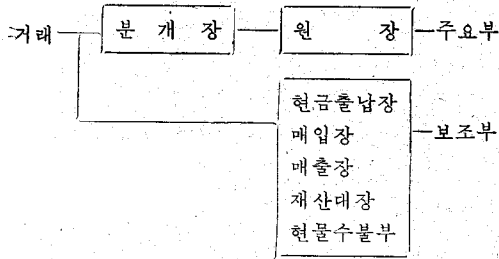 거래 분개장 원장 주요부
현금출납장
매입장
매출장
재산대장
현물수불부
보조부